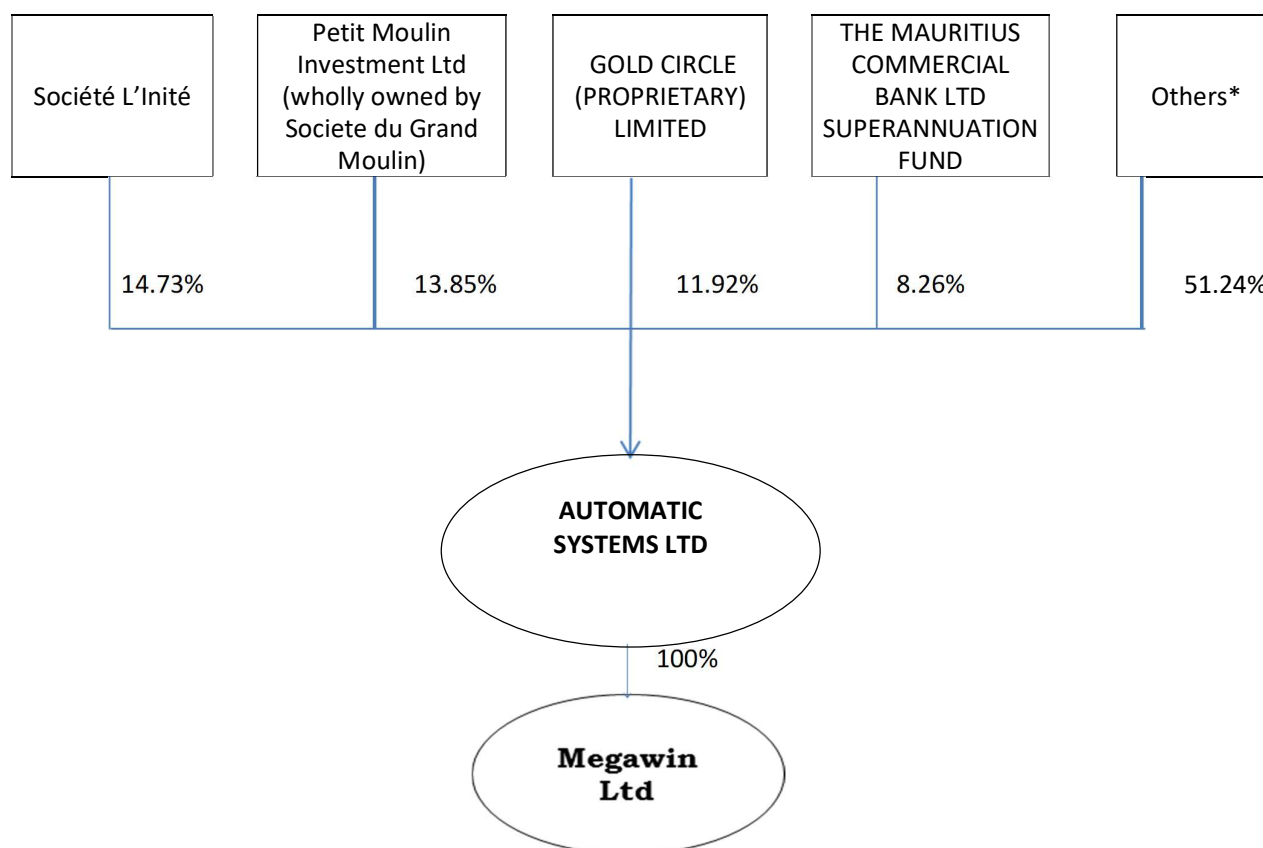 Société L'Inité
Petit Moulin
Investment Ltd
(wholly owned by
Societe du Grand
Moulin)
GOLD CIRCLE
(PROPRIETARY)
LIMITED
THE MAURITIUS
COMMERCIAL
BANK LTD
SUPERANNUATION
FUND
Others*
14.73%
13.85%
11.92%
8.26%
51.24%
AUTOMATIC
SYSTEMS LTD
100%
Megawin
Ltd